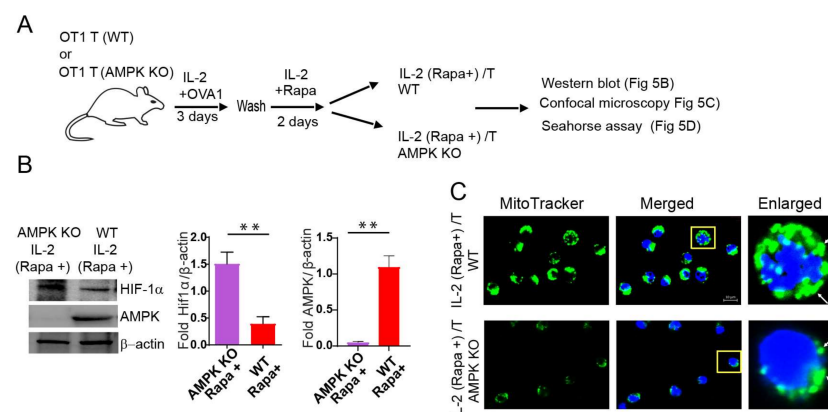 A
OT1 T (WT)
or
OT1 T (AMPK KO)
IL-2
+OVA1
3 days
Wash
IL-2
+Rapa
2 days
IL-2 (Rapa+) /T
WT
IL-2 (Rapa +) /T
AMPK KO
Western blot (Fig 5B)
Confocal microscopy Fig 5C)
Seahorse assay (Fig 5D)
B
AMPK KO WT
IL-2 IL-2
(Rapa +) (Rapa +)
HIF-1α
AMPK
β–actin
Fold Hif1α/β-actin
2.0
1.5
1.0
0.5
0.0
**
AMPK KO
Rapa +
WT
Rapa+
Fold AMPK/β-actin
1.5
1.0
0.5
0.0
**
AMPK KO
Rapa +
WT
Rapa+
C
MitoTracker Merged Enlarged
IL-2 (Rapa+) /T
WT
IL-2 (Rapa +) /T
AMPK KO